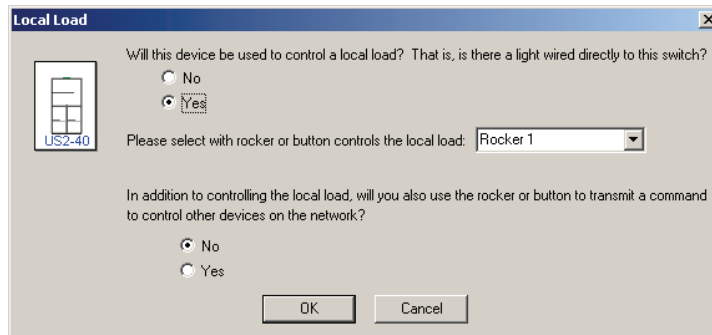 Local Load
Will this device be used to control a local load? That is, is there a light wired directly to this switch?
No
Yes
US2-40
Please select with rocker or button controls the local load:  Rocker 1
In addition to controlling the local load, will you also use the rocker or button to transmit a command
to control other devices on the network?
No
Yes
OK  Cancel